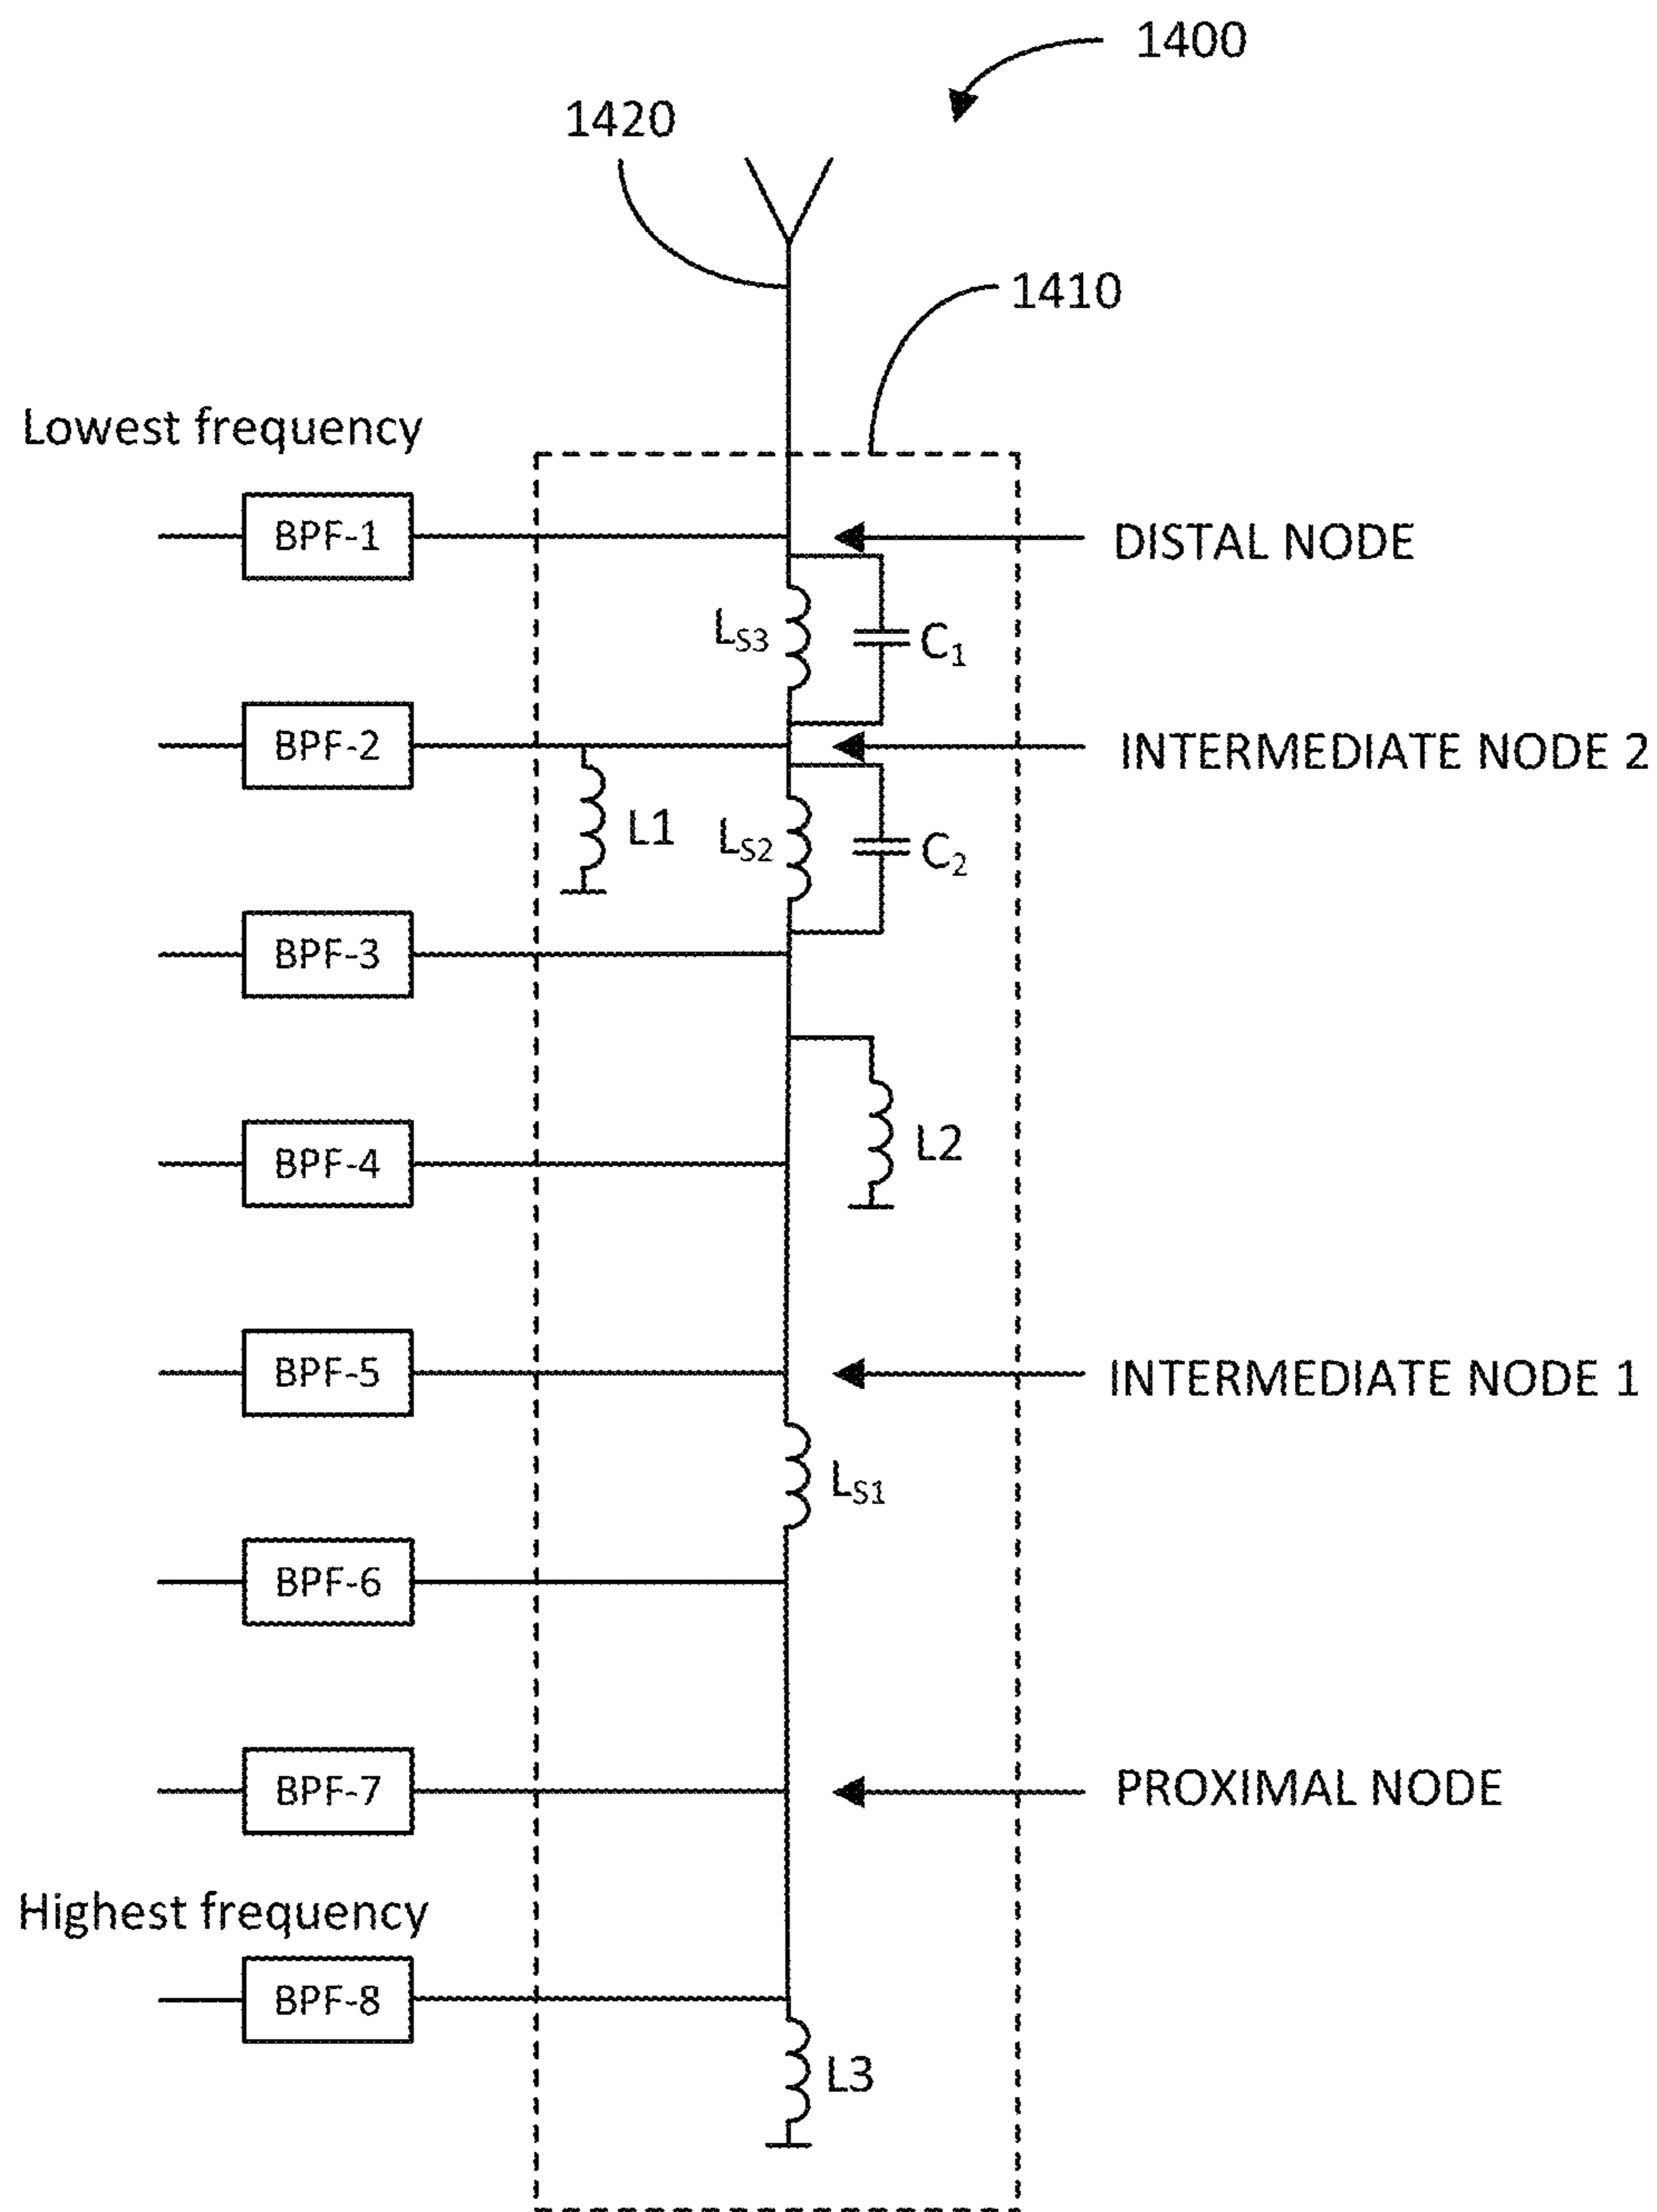 1400
1420
1410
Lowest frequency
BPF-1
DISTAL NODE
LS3
C1
BPF-2
INTERMEDIATE NODE 2
L1
LS2
C2
BPF-3
BPF-4
L2
BPF-5
INTERMEDIATE NODE 1
LS1
BPF-6
BPF-7
PROXIMAL NODE
Highest frequency
BPF-8
L3